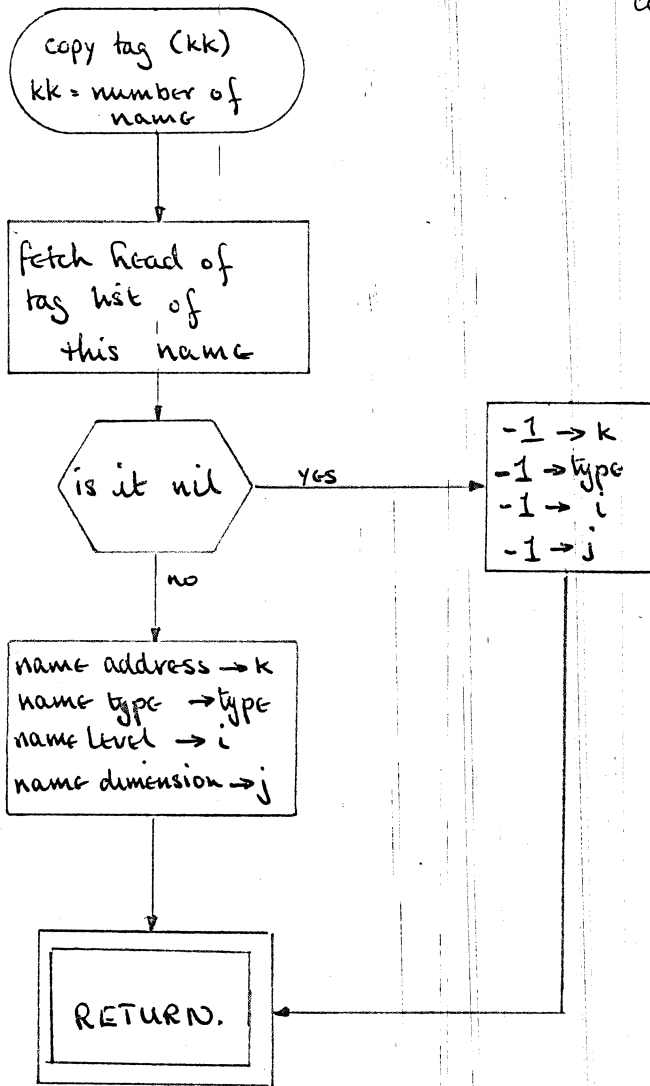 copy tag (kk)
kk = number of
name
fetch head of
tag list of
this name
is it nil
YES
-1 → k
-1 → type
-1 → i
-1 → j
no
name address → k
name type → type
name level → i
name dimension → j
RETURN.